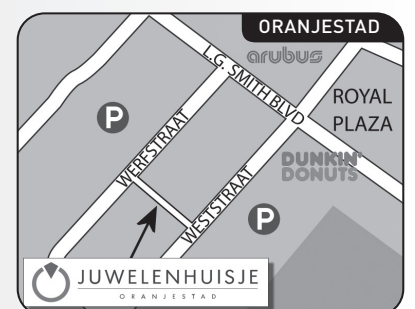 ORANJESTAD
arubus
L.G. SMITH BLVD
ROYAL
PLAZA
P
WERFSTRAAT
DUNKIN'
DONUTS
WESTSTRAAT
P
JUWELENHUISJE
ORANJESTAD